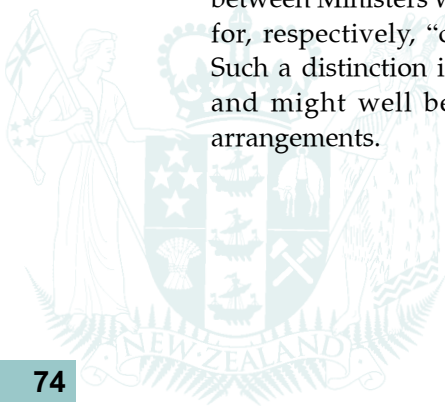 between Ministers
for, respectively, “
Such a distinction i
and might well be
arrangements.
NEW ZEALAND
74